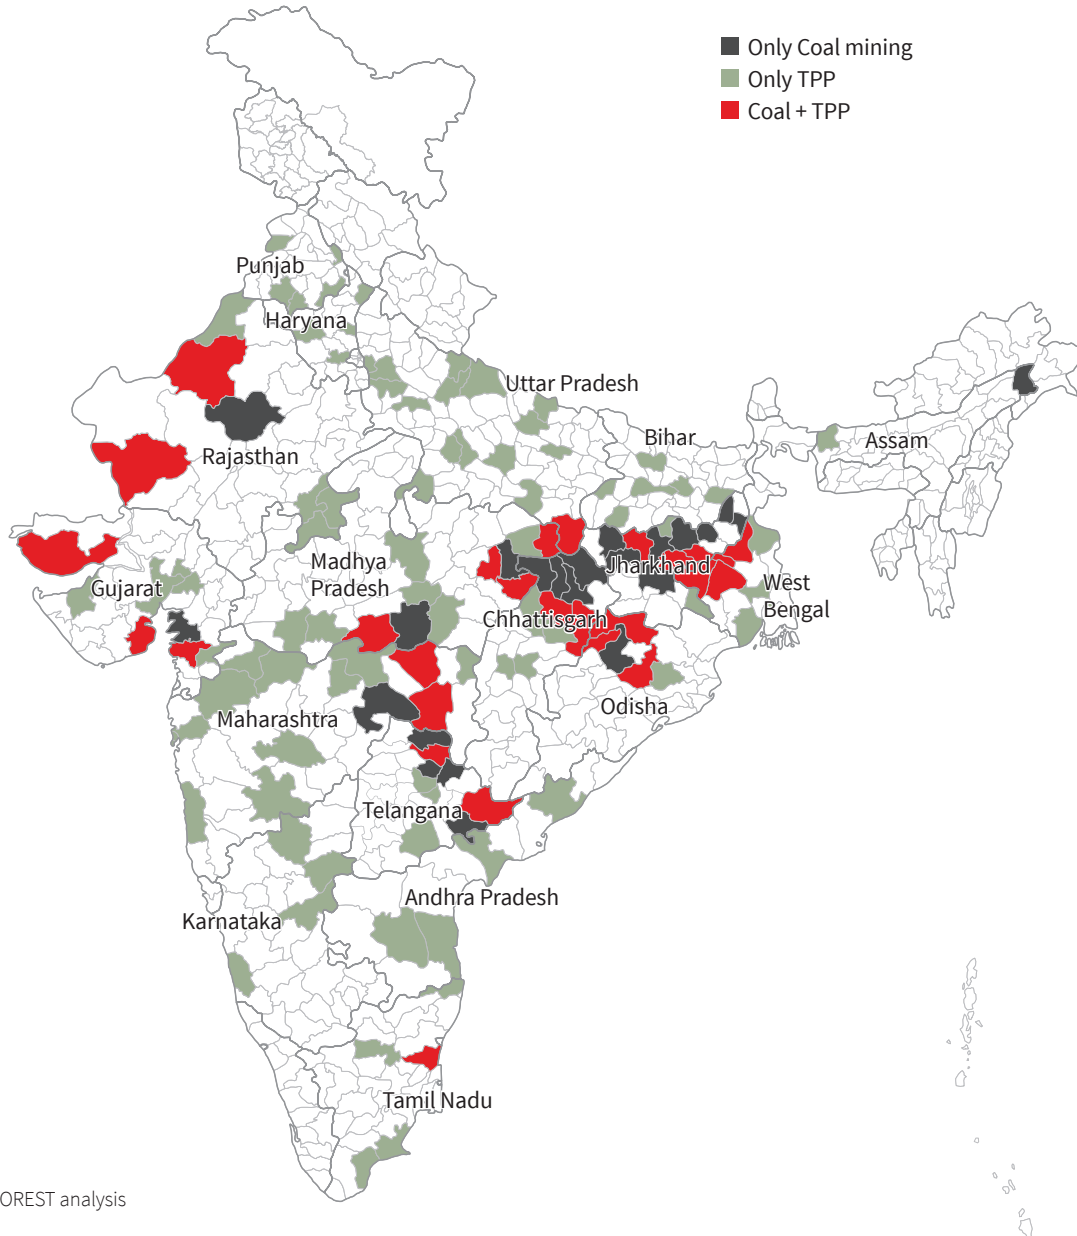 Only Coal mining
Only TPP
Coal + TPP
Punjab
Haryana
Uttar Pradesh
Rajasthan
Bihar
Assam
Madhya
Pradesh
Gujarat
Jharkhand
West
Bengal
Chhattisgarh
Odisha
Maharashtra
Telangana
Andhra Pradesh
Karnataka
Tamil Nadu
OREST analysis